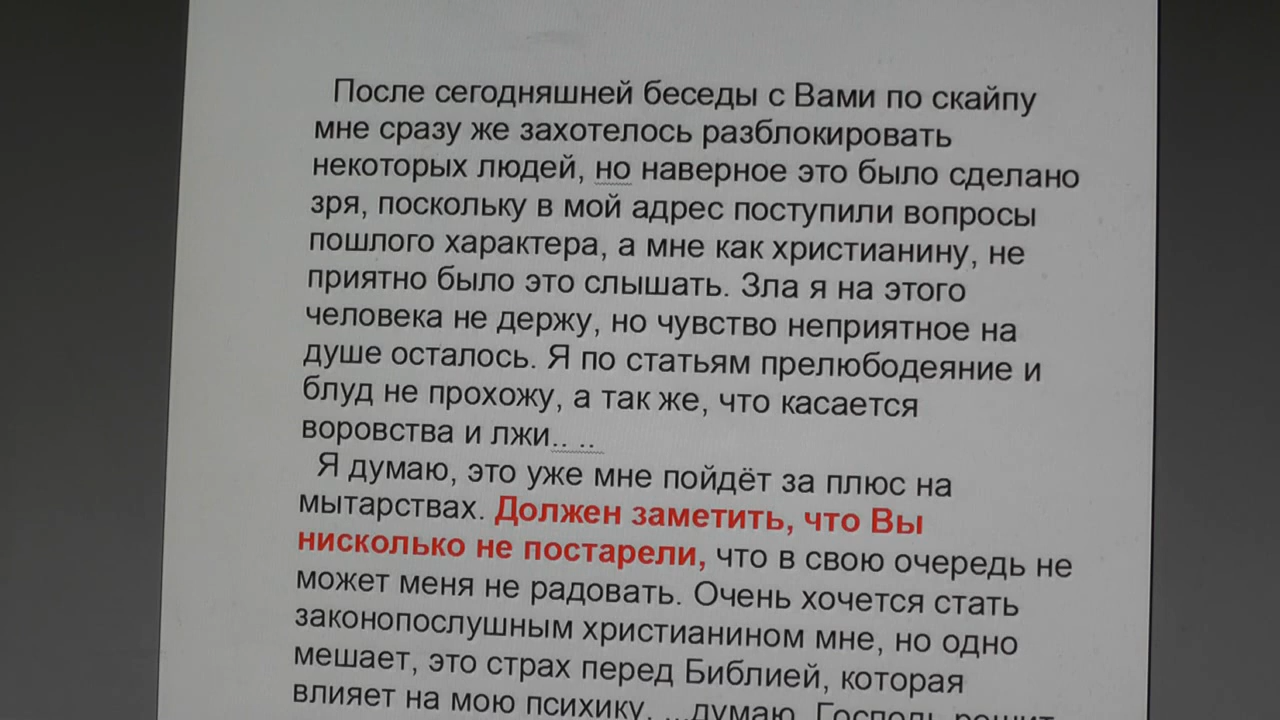 После сегодняшней беседы с Вами по скайпу
мне сразу же захотелось разблокировать
некоторых людей, но наверное это было сделано
зря, поскольку в мой адрес поступили вопросы
пошлого характера, а мне как христианину, не
приятно было это слышать. Зла я на этого
человека не держу, но чувство неприятное на
душе осталось. Я по статьям прелюбодеяние и
блуд не прохожу, а так же, что касается
воровства и лжи.. ..
Я думаю, это уже мне пойдёт за плюс на
мытарствах. Должен заметить, что Вы
нисколько не постарели, что в свою очередь не
может меня не радовать. Очень хочется стать
законопослушным христианином мне, но одно
мешает, это страх перед Библией, которая
влияет на мою психику, ...думаю, Господь решит